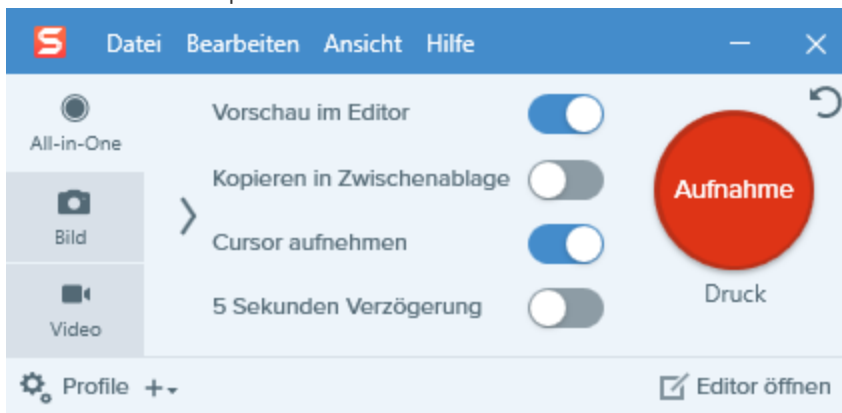 S Datei Bearbeiten Ansicht Hilfe
All-in-One
Bild
Video
Vorschau im Editor
Kopieren in Zwischenablage
Cursor aufnehmen
5 Sekunden Verzögerung
Aufnahme
Druck
Profile
Editor öffnen